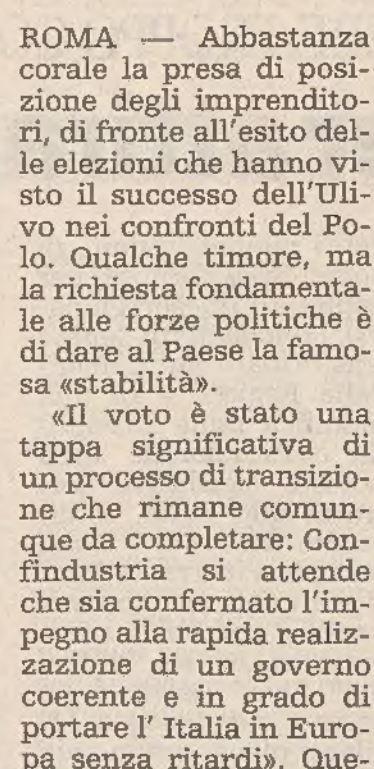 ROMA — Abbastanza
corale la presa di posi-
zione degli imprendito-
ri, di fronte all'esito del-
le elezioni che hanno vi-
sto il successo dell'Uli-
vo nei confronti del Po-
lo. Qualche timore, ma
la richiesta fondamenta-
le alle forze politiche è
di dare al Paese la famo-
sa «stabilità».
«Il voto è stato una
tappa significativa di
un processo di transizio-
ne che rimane comun-
que da completare: Con-
findustria si attende
che sia confermato l'im-
pegno alla rapida realiz-
zazione di un governo
coerente e in grado di
portare l' Italia in Euro-
pa senza ritardi». Que-